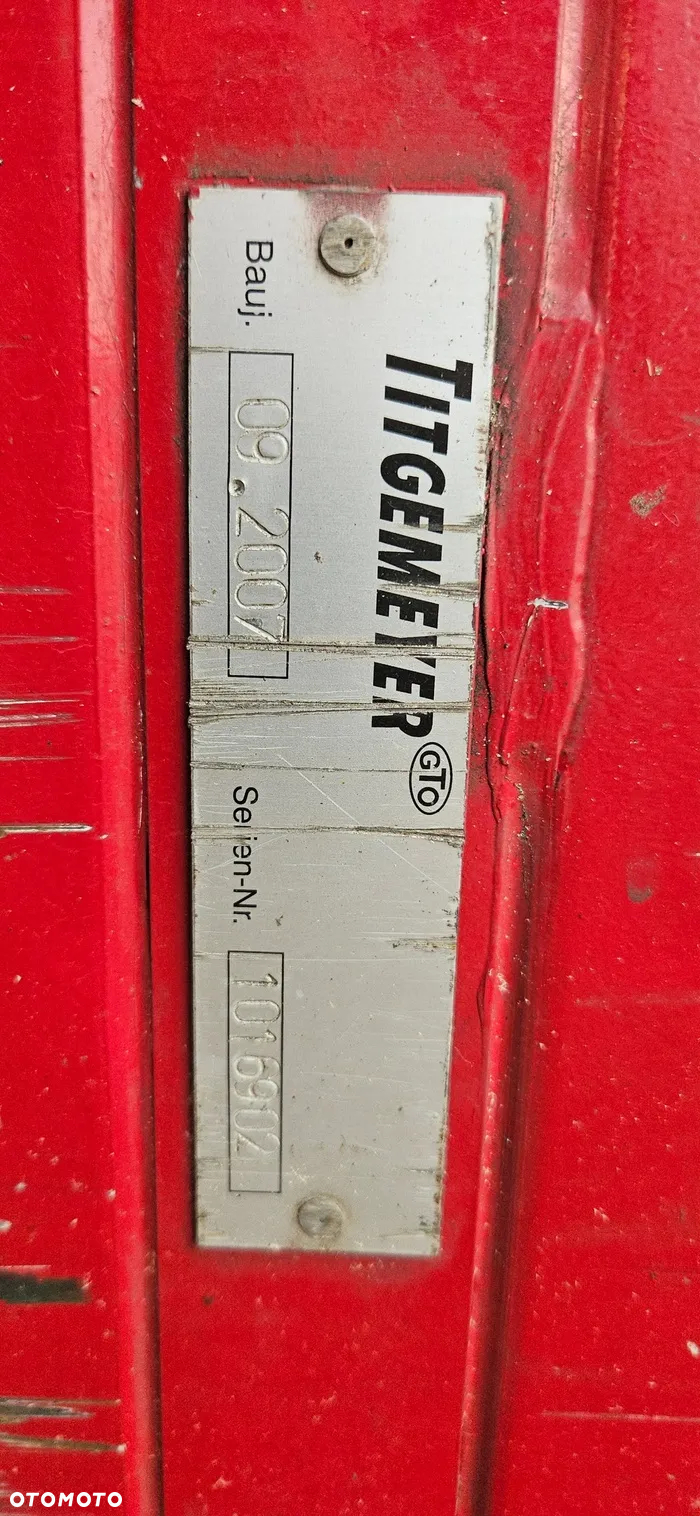 TITGEMEYER GTO
Bauj. 09.2007 Serien-Nr. 1016902
OTOMOTO